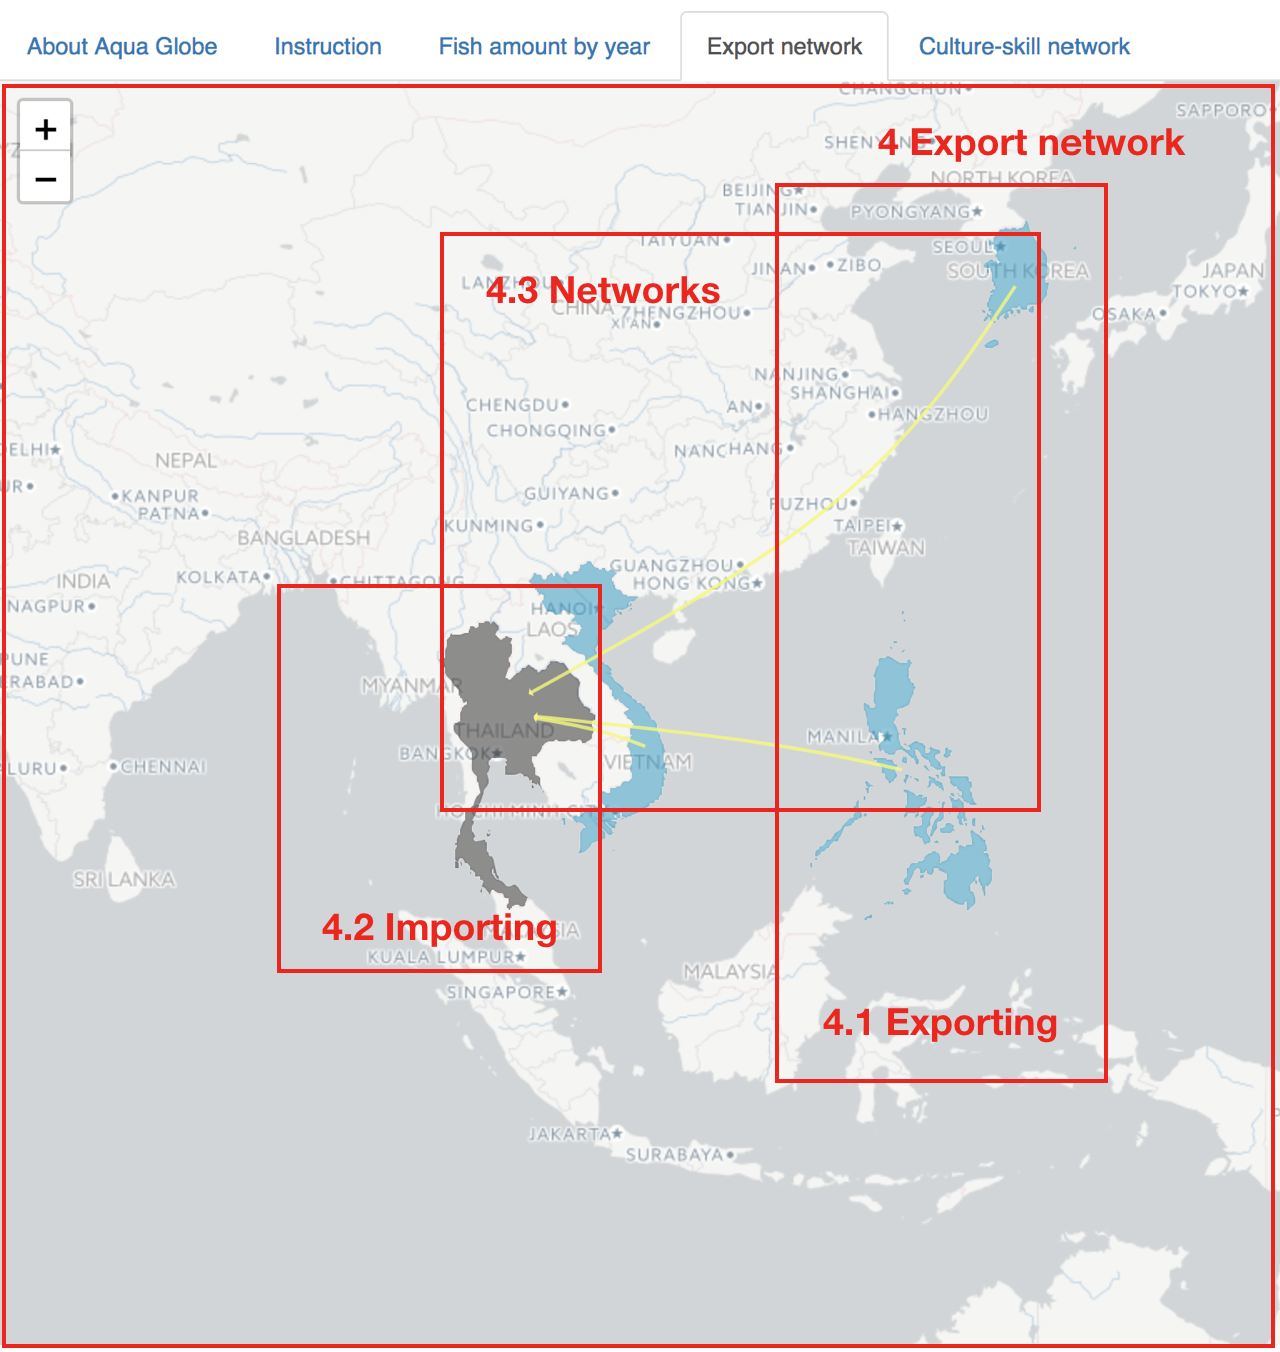 About Aqua Globe
Instruction
Fish amount by year
Export network
Culture-skill network
+
−
CHANGCHUN
SAPPORO
4 Export network
NORTH KOREA
BEIJING
TIANJIN
PYONGYANG
TAIYUAN
SEOUL
JINAN
ZIBO
SOUTH KOREA
JAPAN
TOKYO
4.3 Networks
CHINA
ZHENGZHOU
XI'AN
OSAKA
NANJING
SHANGHAI
CHENGDU
HANGZHOU
CHONGQING
NANCHANG
DELHI
NEPAL
KANPUR
PATNA
GUIYANG
FUZHOU
KUNMING
TAIPEI
TAIWAN
BANGLADESH
GUANGZHOU
HONG KONG
INDIA
KOLKATA
CHITTAGONG
NAGPUR
HANOI
LAOS
PUNE
ERABAD
MYANMAR
THAILAND
MANILA
BANGKOK
VIETNAM
LURU
CHENNAI
HO CHI MINH CITY
SRI LANKA
4.2 Importing
MALAYSIA
KUALA LUMPUR
MALAYSIA
SINGAPORE
4.1 Exporting
JAKARTA
SURABAYA